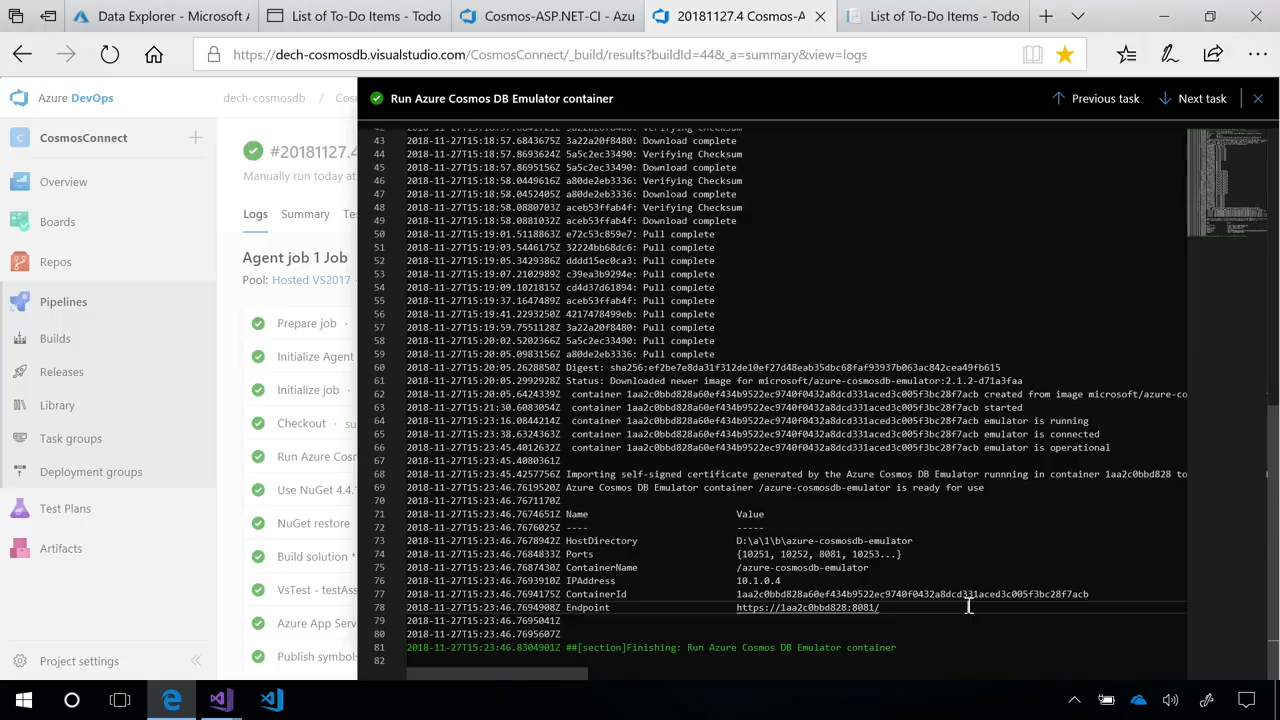 Data Explorer - Microsoft A
List of To-Do Items - Todo
Cosmos-ASP.NET-CI - Azu
20181127.4 Cosmos-A
List of To-Do Items - Todo
https://dech-cosmosdb.visualstudio.com/CosmosConnect/_build/results?buildId=44&_a=summary&view=logs
Azure DevOps
dech-cosmosdb / Cos
C CosmosConnect
Overview
Boards
Repos
Pipelines
Builds
Releases
Library
Task groups
Deployment groups
Test Plans
Artifacts
Project settings
#20181127.4
Manually run today at
Logs Summary Te
Agent job 1 Job
Pool: Hosted VS2017 ·
Prepare job ·
Initialize Agent
Initialize job ·
Checkout · su
Run Azure Cosr
Use NuGet 4.4.
NuGet restore
Build solution *
VsTest - testAss
Azure App Serv
Publish symbols
Run Azure Cosmos DB Emulator container
Previous task Next task
42 2018-11-27T15:18:57.6841721Z 3a22a20f8480: Verifying Checksum
43 2018-11-27T15:18:57.6843675Z 3a22a20f8480: Download complete
44 2018-11-27T15:18:57.8693624Z 5a5c2ec33490: Verifying Checksum
45 2018-11-27T15:18:57.8695156Z 5a5c2ec33490: Download complete
46 2018-11-27T15:18:58.0449616Z a80de2eb3336: Verifying Checksum
47 2018-11-27T15:18:58.0452405Z a80de2eb3336: Download complete
48 2018-11-27T15:18:58.0880703Z aceb53ffab4f: Verifying Checksum
49 2018-11-27T15:18:58.0881032Z aceb53ffab4f: Download complete
50 2018-11-27T15:19:01.5118863Z e72c53c859e7: Pull complete
51 2018-11-27T15:19:03.5446175Z 32224bb68dc6: Pull complete
52 2018-11-27T15:19:05.3429386Z dddd15ec0ca3: Pull complete
53 2018-11-27T15:19:07.2102989Z c39ea3b9294e: Pull complete
54 2018-11-27T15:19:09.1021815Z cd4d37d61894: Pull complete
55 2018-11-27T15:19:37.1647489Z aceb53ffab4f: Pull complete
56 2018-11-27T15:19:41.2293250Z 4217478499eb: Pull complete
57 2018-11-27T15:19:59.7551128Z 3a22a20f8480: Pull complete
58 2018-11-27T15:20:02.5202366Z 5a5c2ec33490: Pull complete
59 2018-11-27T15:20:05.0983156Z a80de2eb3336: Pull complete
60 2018-11-27T15:20:05.2628850Z Digest: sha256:ef2be7e8da31f312de10ef27d48eab35dbc68faf93937b063ac842cea49fb615
61 2018-11-27T15:20:05.2992928Z Status: Downloaded newer image for microsoft/azure-cosmosdb-emulator:2.1.2-d71a3faa
62 2018-11-27T15:20:05.6424339Z container 1aa2c0bbd828a60ef434b9522ec9740f0432a8dcd331aced3c005f3bc28f7acb created from image microsoft/azure-co
63 2018-11-27T15:21:30.6083054Z container 1aa2c0bbd828a60ef434b9522ec9740f0432a8dcd331aced3c005f3bc28f7acb started
64 2018-11-27T15:23:16.0844214Z container 1aa2c0bbd828a60ef434b9522ec9740f0432a8dcd331aced3c005f3bc28f7acb emulator is running
65 2018-11-27T15:23:38.6324363Z container 1aa2c0bbd828a60ef434b9522ec9740f0432a8dcd331aced3c005f3bc28f7acb emulator is connected
66 2018-11-27T15:23:45.4012632Z container 1aa2c0bbd828a60ef434b9522ec9740f0432a8dcd331aced3c005f3bc28f7acb emulator is operational
67 2018-11-27T15:23:45.4080361Z
68 2018-11-27T15:23:45.4257756Z Importing self-signed certificate generated by the Azure Cosmos DB Emulator runnning in container 1aa2c0bbd828 to
69 2018-11-27T15:23:46.7619520Z Azure Cosmos DB Emulator container /azure-cosmosdb-emulator is ready for use
70 2018-11-27T15:23:46.7671170Z
71 2018-11-27T15:23:46.7674651Z Name Value
72 2018-11-27T15:23:46.7676025Z ---- -----
73 2018-11-27T15:23:46.7678942Z HostDirectory D:\a\1\b\azure-cosmosdb-emulator
74 2018-11-27T15:23:46.7684833Z Ports {10251, 10252, 8081, 10253...}
75 2018-11-27T15:23:46.7687430Z ContainerName /azure-cosmosdb-emulator
76 2018-11-27T15:23:46.7693910Z IPAddress 10.1.0.4
77 2018-11-27T15:23:46.7694175Z ContainerId 1aa2c0bbd828a60ef434b9522ec9740f0432a8dcd331aced3c005f3bc28f7acb
78 2018-11-27T15:23:46.7694908Z Endpoint https://1aa2c0bbd828:8081/
79 2018-11-27T15:23:46.7695041Z
80 2018-11-27T15:23:46.7695607Z
81 2018-11-27T15:23:46.8304901Z ##[section]Finishing: Run Azure Cosmos DB Emulator container
82